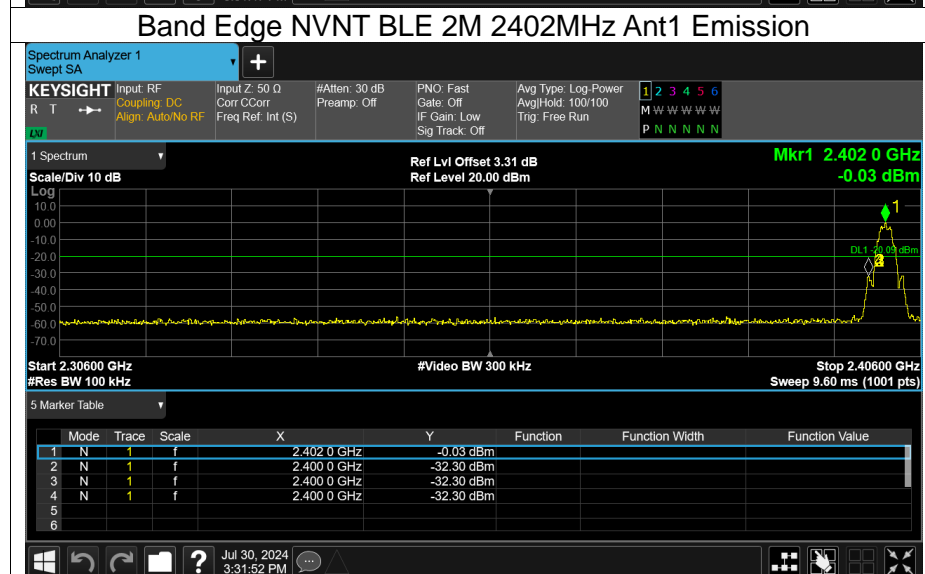 Band Edge NVNT BLE 2M 2402MHz Ant1 Emission
Spectrum Analyzer 1
Swept SA
+
KEYSIGHT Input: RF Input Z: 50 Ω #Atten: 30 dB PNO: Fast Avg Type: Log-Power 1 2 3 4 5 6
R T Coupling: DC Corr CCorr Preamp: Off Gate: Off Avg|Hold: 100/100 M W W W W W
Align: Auto/No RF Freq Ref: Int (S) IF Gain: Low Trig: Free Run
LXI Sig Track: Off P N N N N N
1 Spectrum Ref Lvl Offset 3.31 dB Mkr1 2.402 0 GHz
Scale/Div 10 dB Ref Level 20.00 dBm -0.03 dBm
Log
10.0 1
0.00
-10.0
DL1 -20.09 dBm
-20.0
-30.0
-40.0
-50.0
-60.0
-70.0
Start 2.30600 GHz #Video BW 300 kHz Stop 2.40600 GHz
#Res BW 100 kHz Sweep 9.60 ms (1001 pts)
5 Marker Table
Mode Trace Scale X Y Function Function Width Function Value
1 N 1 f 2.402 0 GHz -0.03 dBm
2 N 1 f 2.400 0 GHz -32.30 dBm
3 N 1 f 2.400 0 GHz -32.30 dBm
4 N 1 f 2.400 0 GHz -32.30 dBm
5
6
? Jul 30, 2024
3:31:52 PM